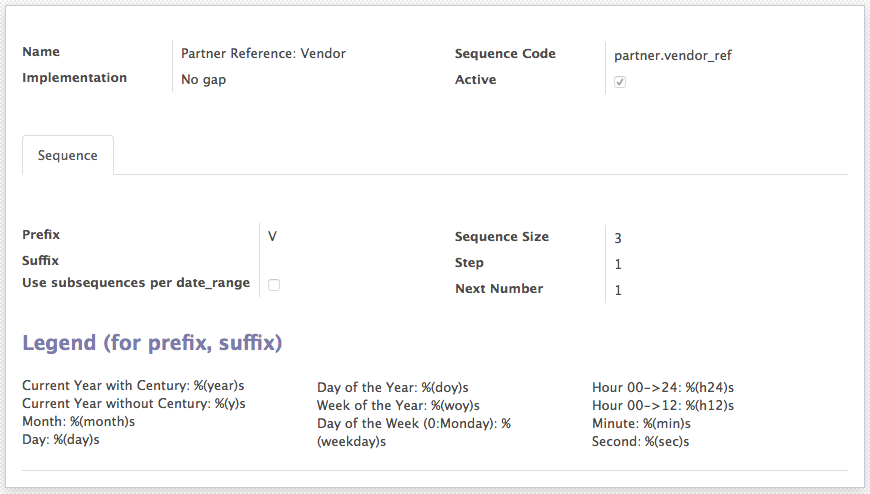 Name
Partner Reference: Vendor
Implementation
No gap
Sequence Code
partner.vendor_ref
Active
Sequence
Prefix
V
Suffix
Use subsequences per date_range
Sequence Size
3
Step
1
Next Number
1
Legend (for prefix, suffix)
Current Year with Century: %(year)s
Current Year without Century: %(y)s
Month: %(month)s
Day: %(day)s
Day of the Year: %(doy)s
Week of the Year: %(woy)s
Day of the Week (0:Monday): %
(weekday)s
Hour 00->24: %(h24)s
Hour 00->12: %(h12)s
Minute: %(min)s
Second: %(sec)s